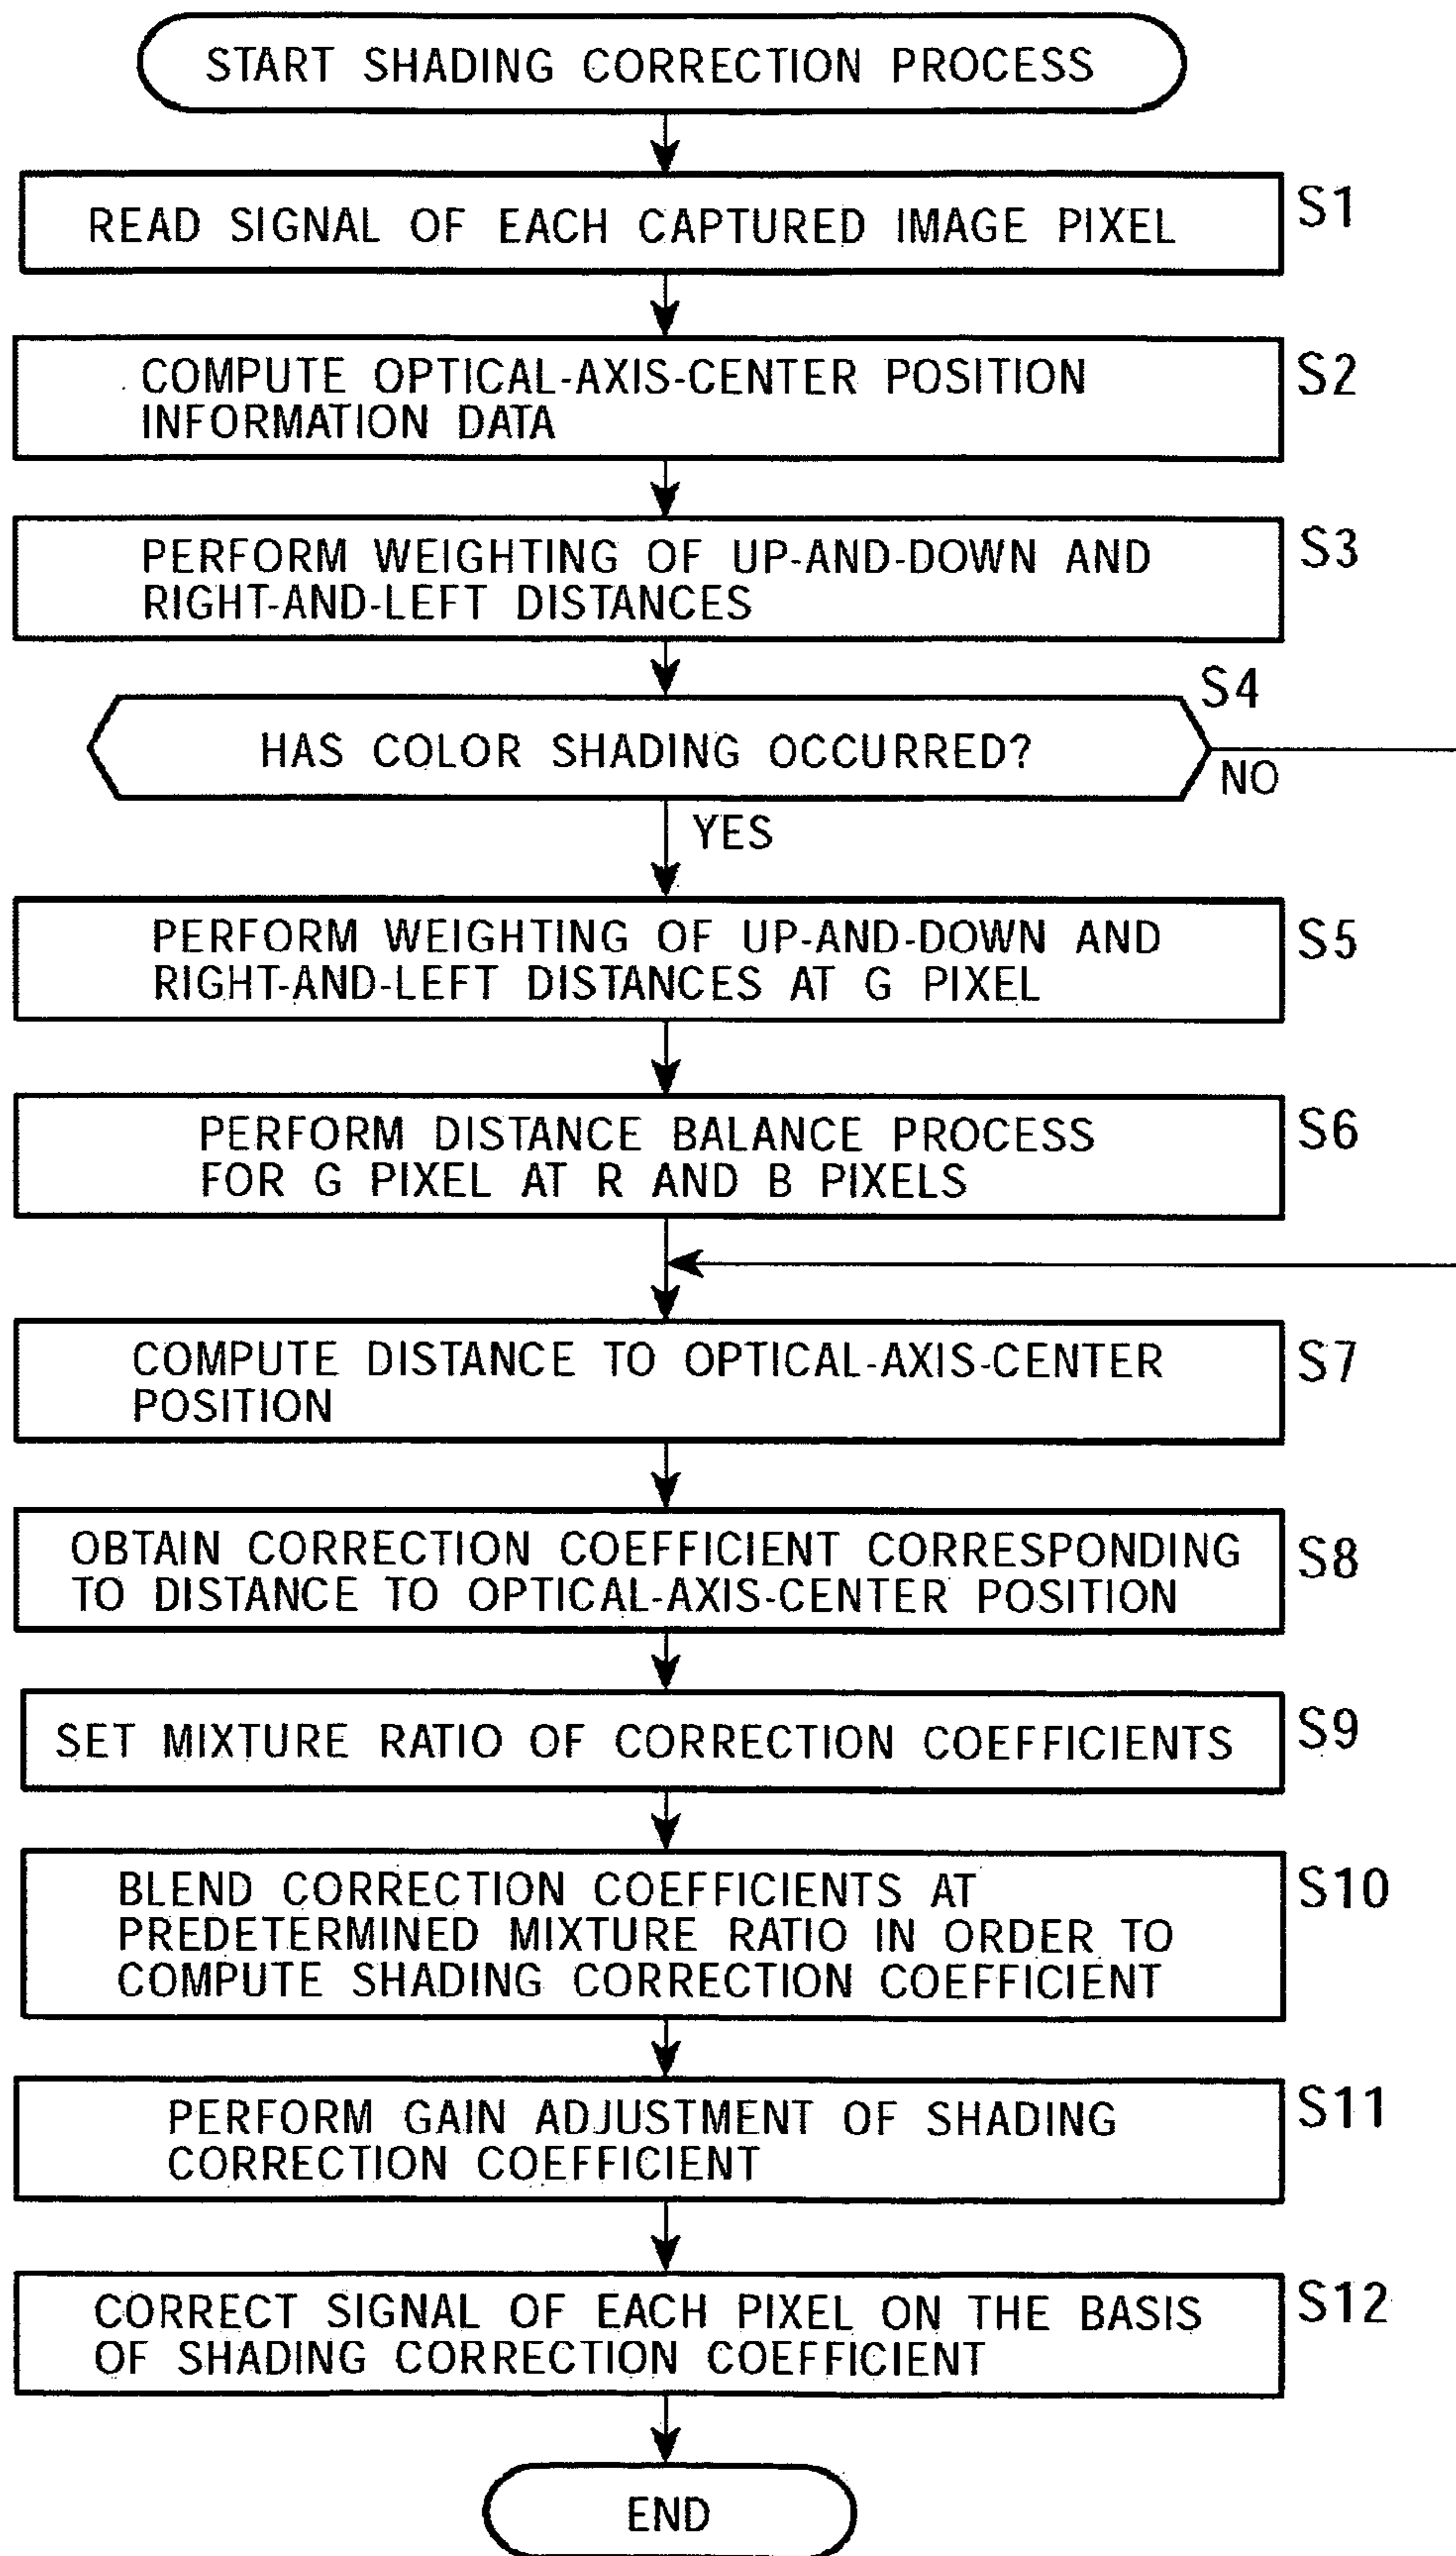 START SHADING CORRECTION PROCESS
READ SIGNAL OF EACH CAPTURED IMAGE PIXEL
S1
COMPUTE OPTICAL-AXIS-CENTER POSITION
INFORMATION DATA
S2
PERFORM WEIGHTING OF UP-AND-DOWN AND
RIGHT-AND-LEFT DISTANCES
S3
HAS COLOR SHADING OCCURRED?
S4
NO
YES
PERFORM WEIGHTING OF UP-AND-DOWN AND
RIGHT-AND-LEFT DISTANCES AT G PIXEL
S5
PERFORM DISTANCE BALANCE PROCESS
FOR G PIXEL AT R AND B PIXELS
S6
COMPUTE DISTANCE TO OPTICAL-AXIS-CENTER
POSITION
S7
OBTAIN CORRECTION COEFFICIENT CORRESPONDING
TO DISTANCE TO OPTICAL-AXIS-CENTER POSITION
S8
SET MIXTURE RATIO OF CORRECTION COEFFICIENTS
S9
BLEND CORRECTION COEFFICIENTS AT
PREDETERMINED MIXTURE RATIO IN ORDER TO
COMPUTE SHADING CORRECTION COEFFICIENT
S10
PERFORM GAIN ADJUSTMENT OF SHADING
CORRECTION COEFFICIENT
S11
CORRECT SIGNAL OF EACH PIXEL ON THE BASIS
OF SHADING CORRECTION COEFFICIENT
S12
END